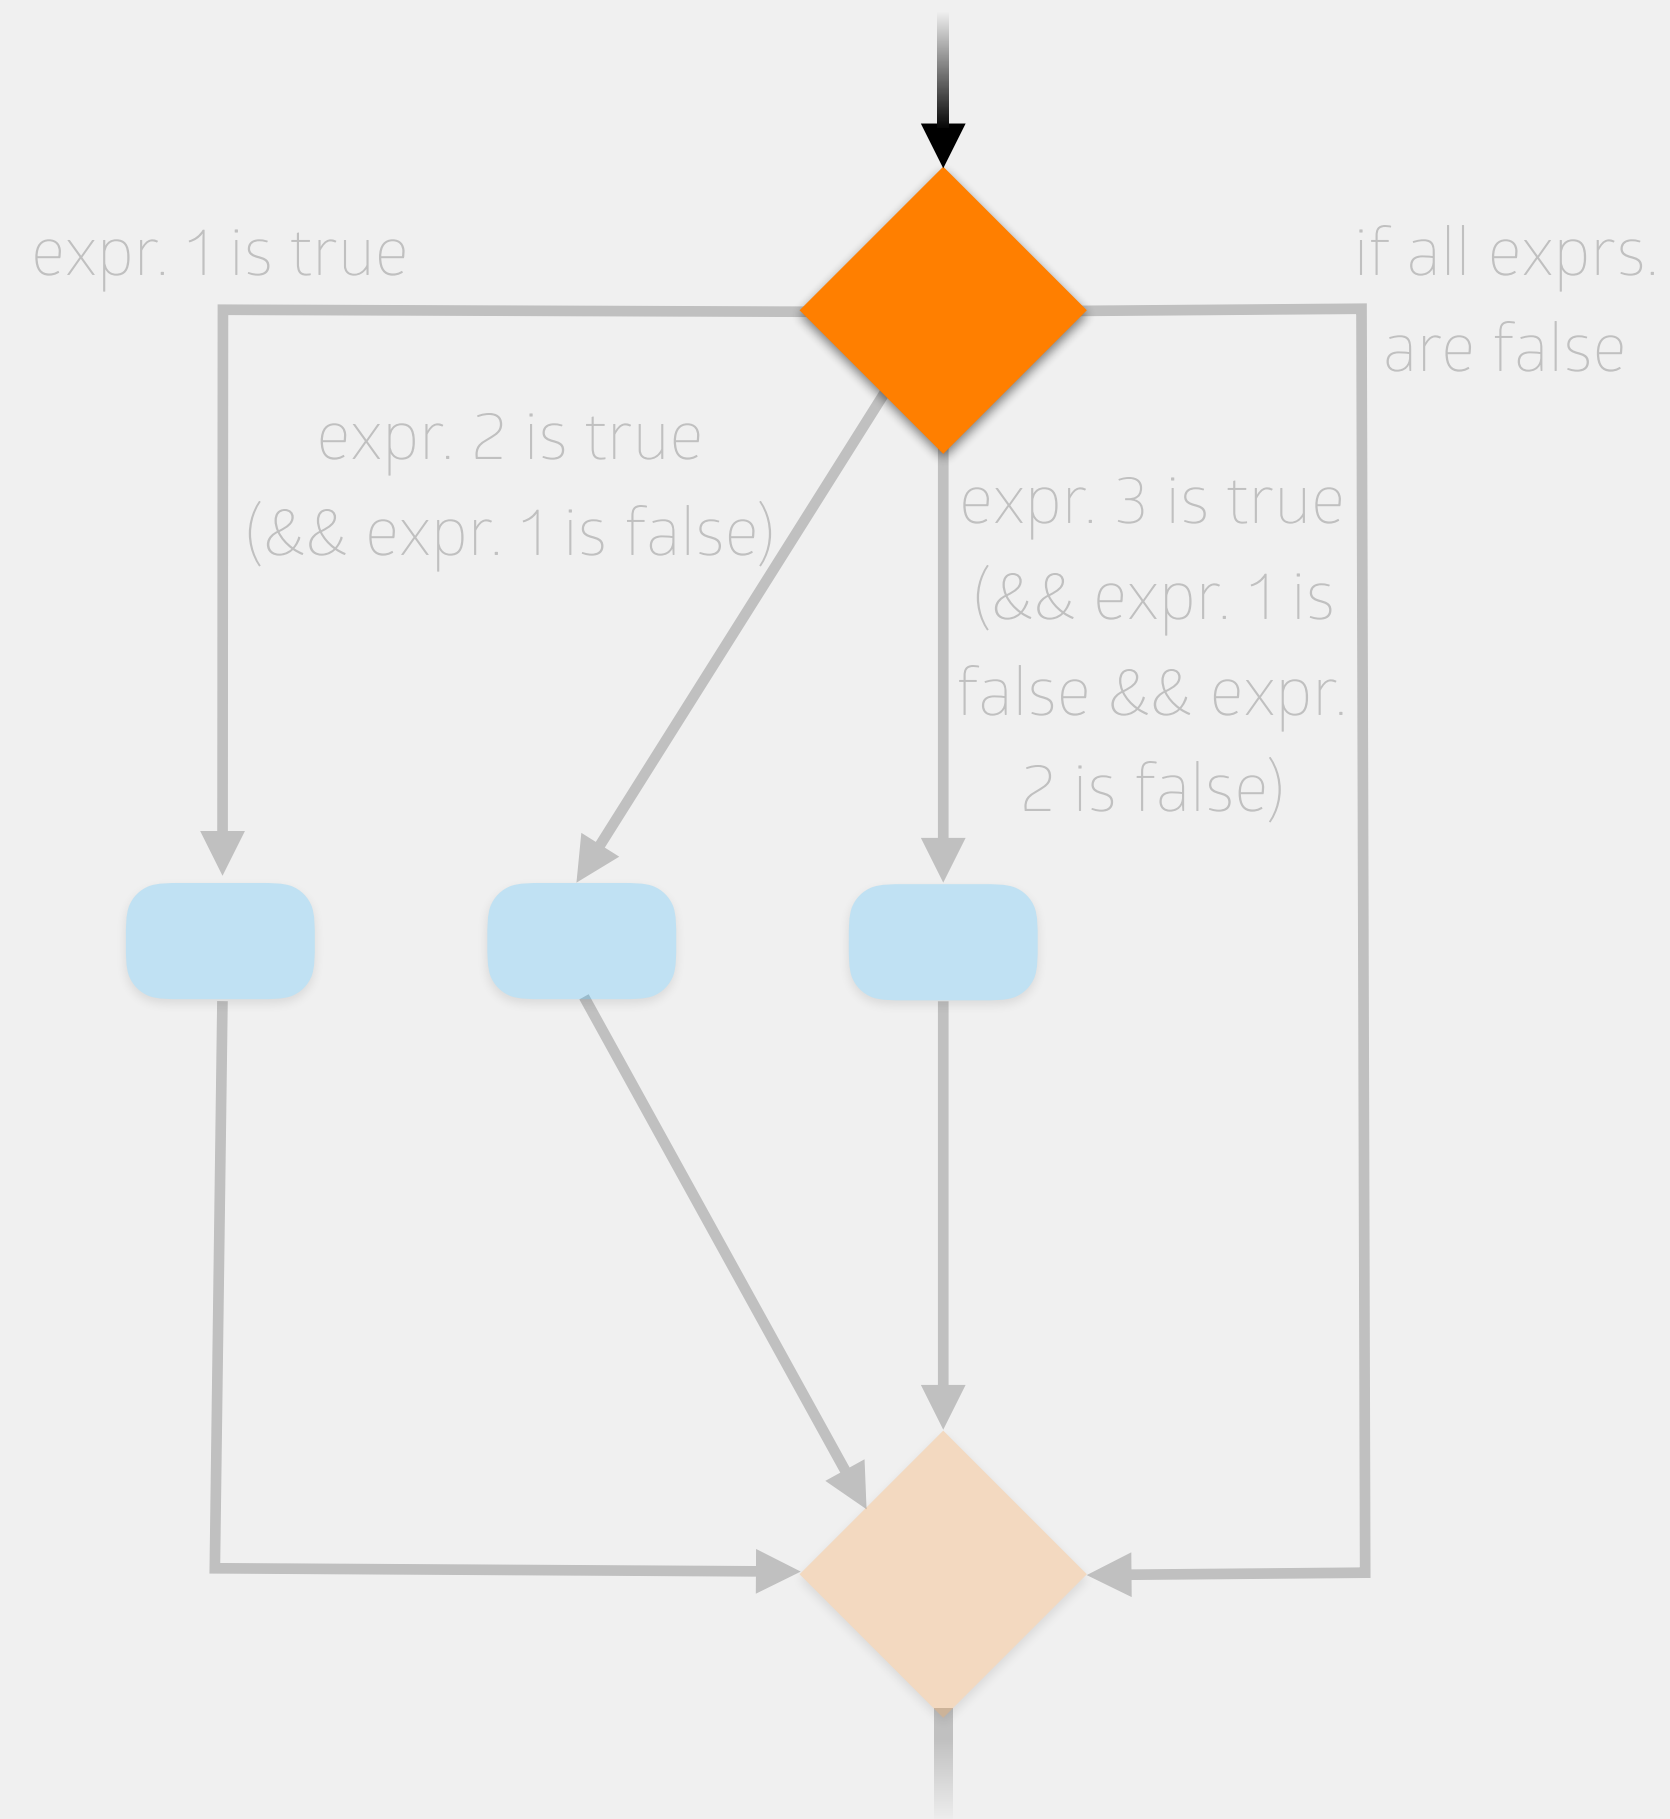 expr. 1 is true
if all exprs.
are false
expr. 2 is true
(&& expr. 1 is false)
expr. 3 is true
(&& expr. 1 is
false && expr.
2 is false)